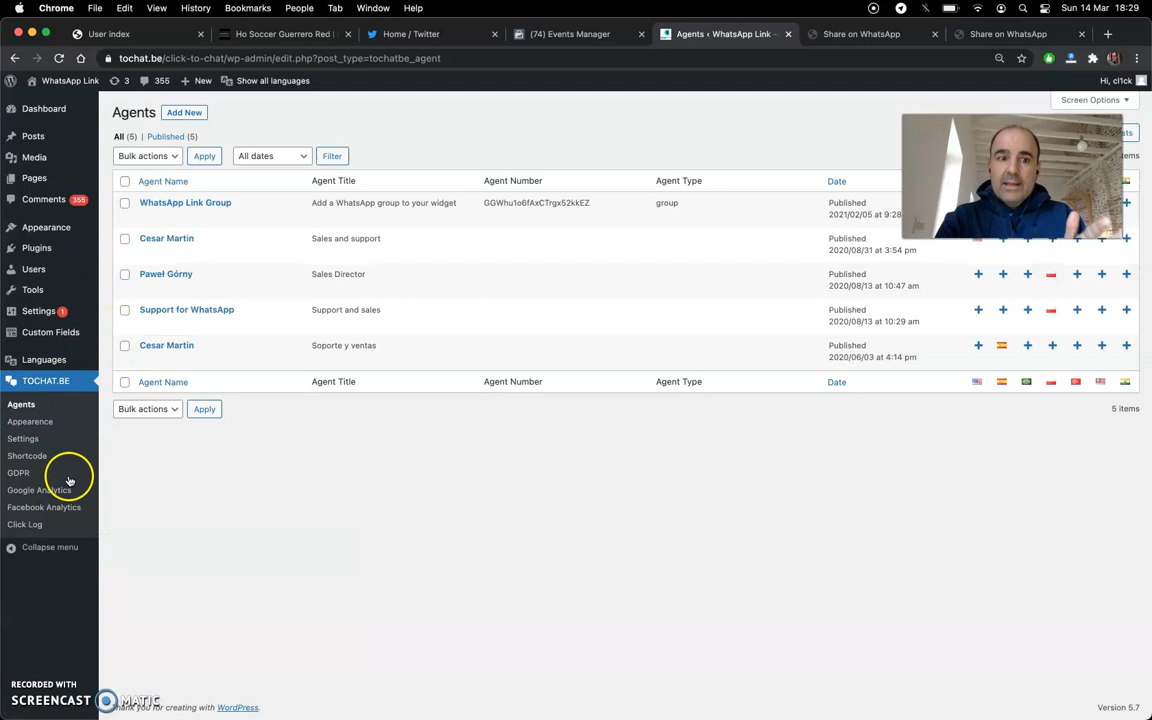 Chrome File Edit View History Bookmarks People Tab Window Help Sun 14 Mar 18:29
User index Ho Soccer Guerrero Red | Home / Twitter (74) Events Manager Agents ‹ WhatsApp Link – Share on WhatsApp Share on WhatsApp
tochat.be/click-to-chat/wp-admin/edit.php?post_type=tochatbe_agent
WhatsApp Link 3 355 + New Show all languages Hi, cl1ck
Screen Options
Dashboard
Posts
Media
Pages
Comments 355
Appearance
Plugins
Users
Tools
Settings 1
Custom Fields
Languages
TOCHAT.BE
Agents
Appearence
Settings
Shortcode
GDPR
Google Analytics
Facebook Analytics
Click Log
Collapse menu
Agents Add New
All (5) | Published (5)
Bulk actions Apply All dates Filter
Agent Name Agent Title Agent Number Agent Type Date
WhatsApp Link Group Add a WhatsApp group to your widget GGWhu1o6fAxCTrgx52kkEZ group Published
2021/02/05 at 9:28
Cesar Martin Sales and support Published
2020/08/31 at 3:54 pm
Paweł Górny Sales Director Published
2020/08/13 at 10:47 am
Support for WhatsApp Support and sales Published
2020/08/13 at 10:29 am
Cesar Martin Soporte y ventas Published
2020/06/03 at 4:14 pm
Agent Name Agent Title Agent Number Agent Type Date
Bulk actions Apply 5 items
RECORDED WITH
SCREENCAST MATIC
you for creating with WordPress. Version 5.7